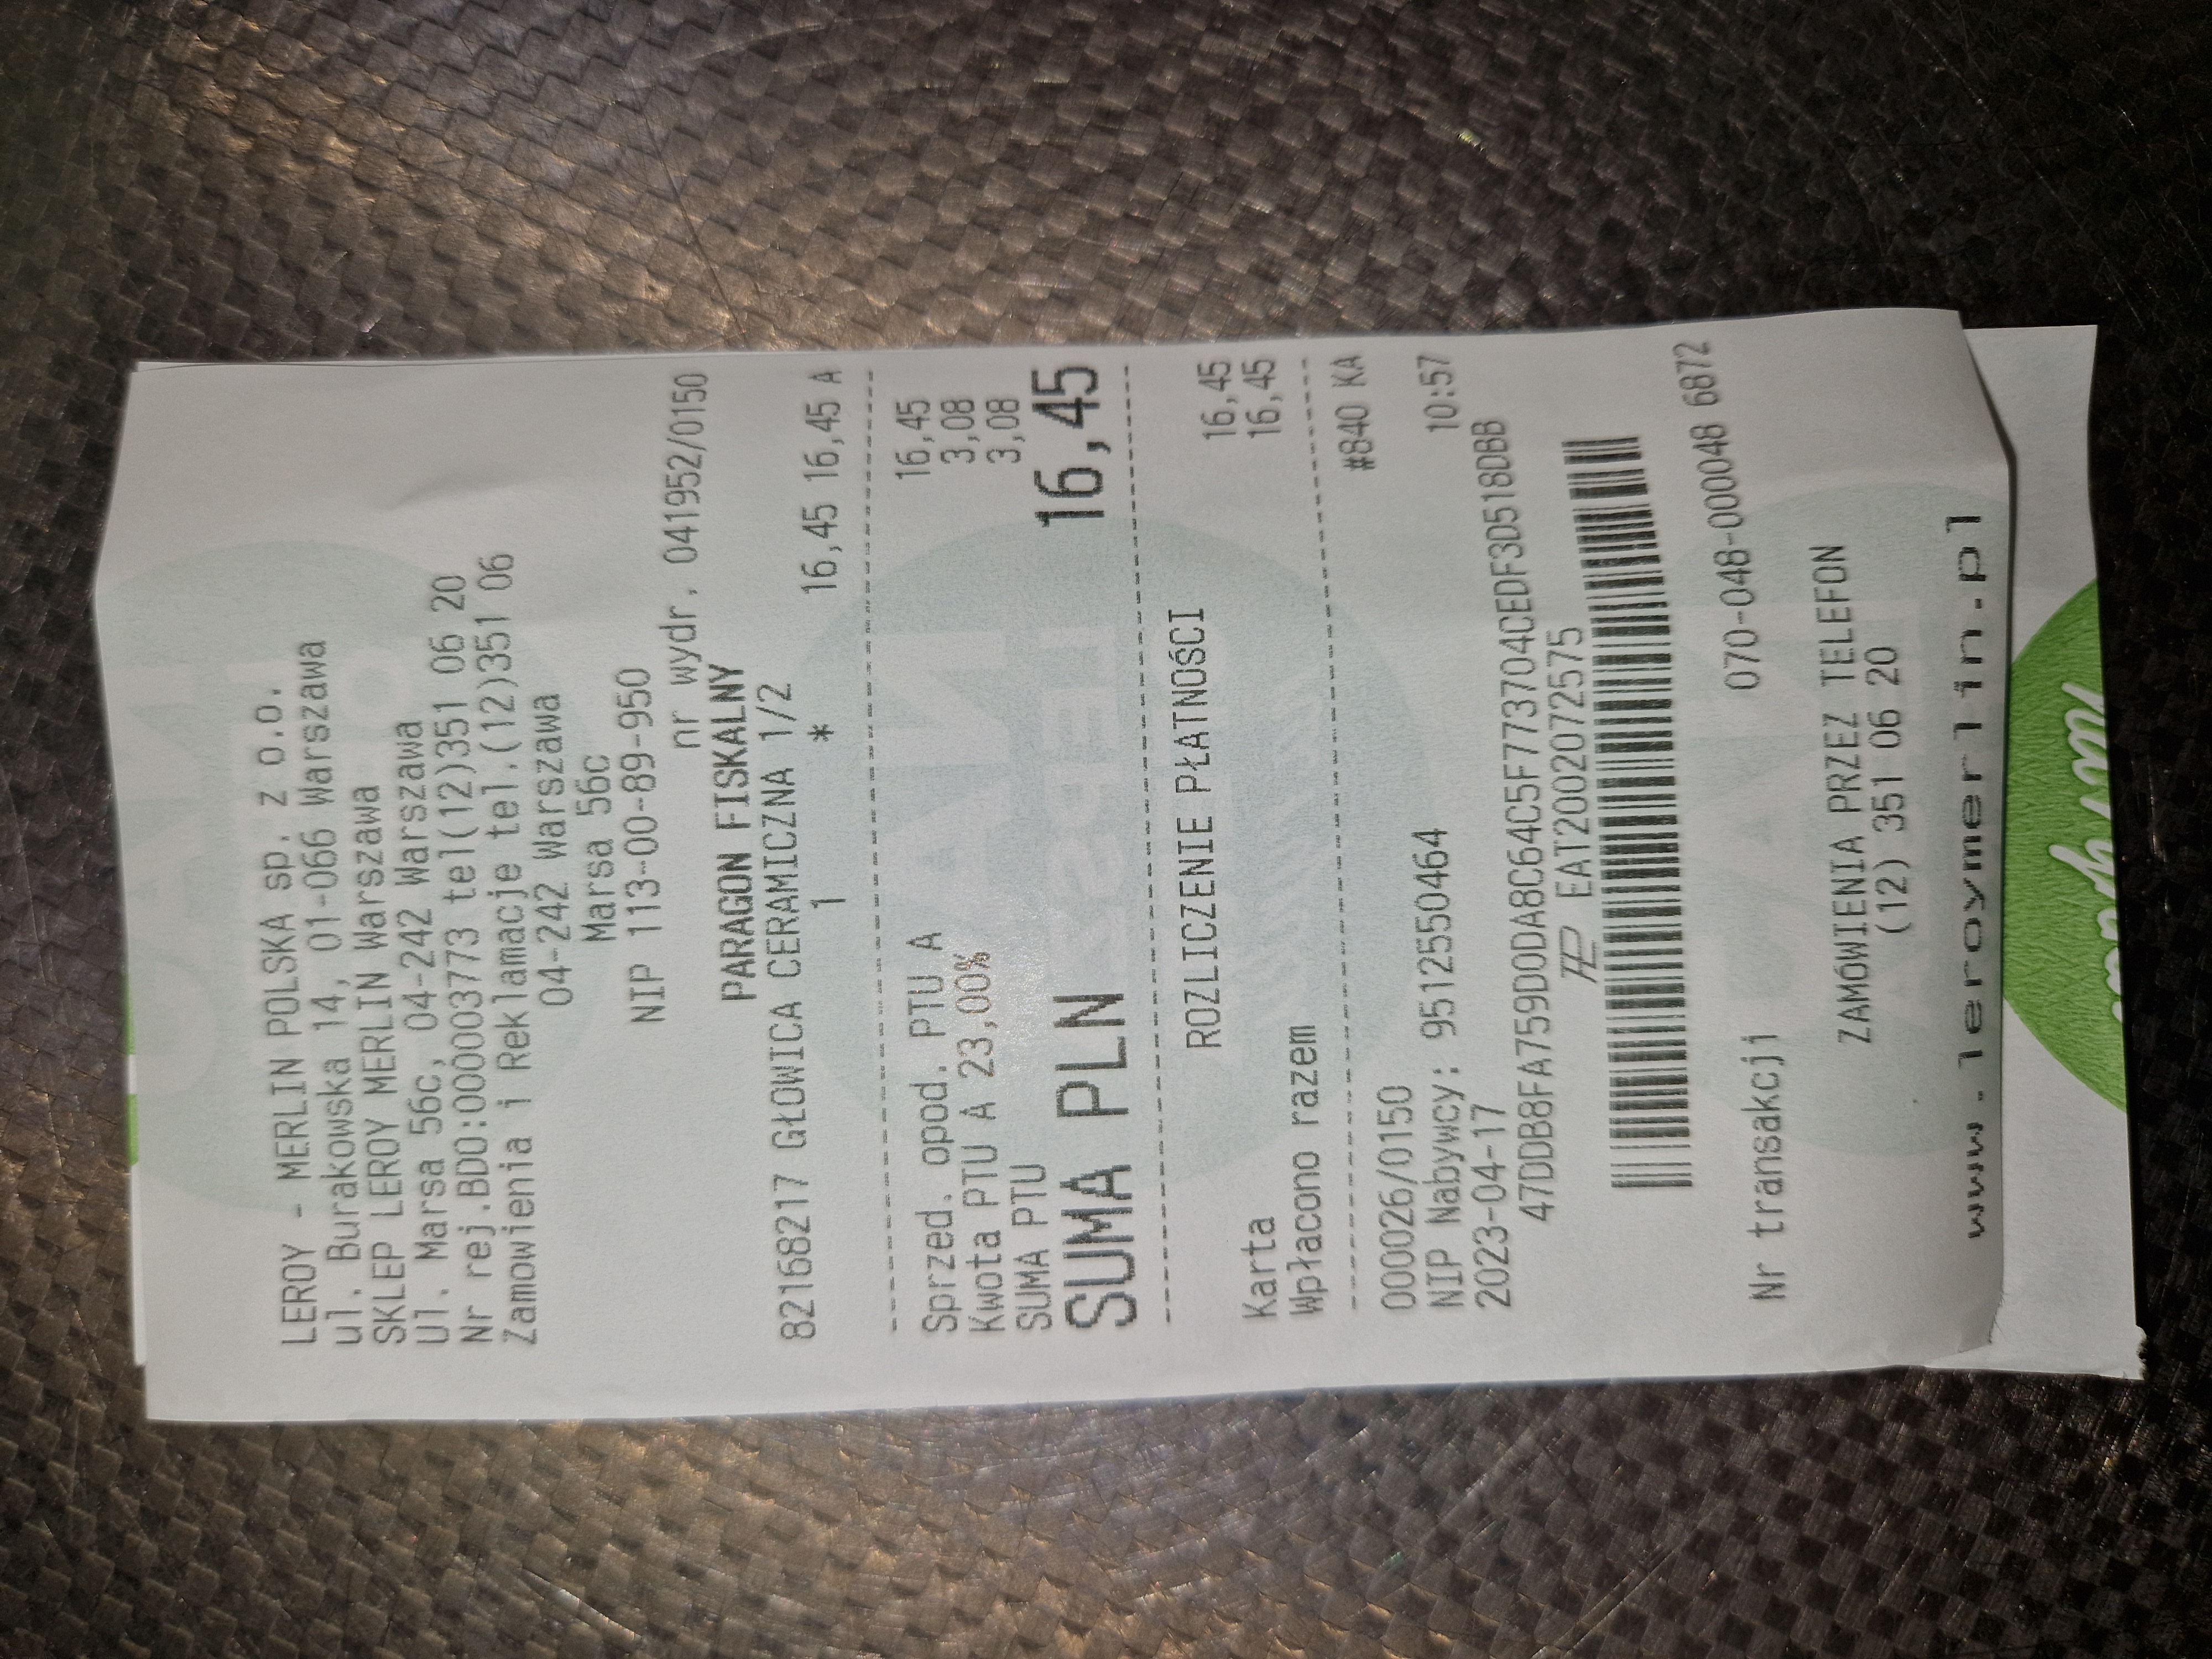 LEROY - MERLIN POLSKA sp. z o.o.
ul. Burakowska 14, 01-066 Warszawa
SKLEP LEROY MERLIN Warszawa
Ul. Marsa 56c, 04-242 Warszawa
Nr rej.BDO:000003773 tel(12)351 06 20
Zamowienia i Reklamacje tel.(12)351 06
04-242 Warszawa
Marsa 56c
NIP 113-00-89-950
nr wydr. 041952/0150
PARAGON FISKALNY
82168217 GŁOWICA CERAMICZNA 1/2
1 * 16,45 16,45 A
Sprzed. opod. PTU A 16,45
Kwota PTU A 23,00% 3,08
SUMA PTU 3,08
SUMA PLN 16,45
ROZLICZENIE PŁATNOŚCI
Karta 16,45
Wpłacono razem 16,45
000026/0150 #840 KA
NIP Nabywcy: 9512550464
2023-04-17 10:57
47DDB8FA759D0DA8C64C5F773704CEDF3D518DBB
EAT2002072575
Nr transakcji 070-048-000048 6872
ZAMÓWIENIA PRZEZ TELEFON
(12) 351 06 20
www.leroymerlin.pl